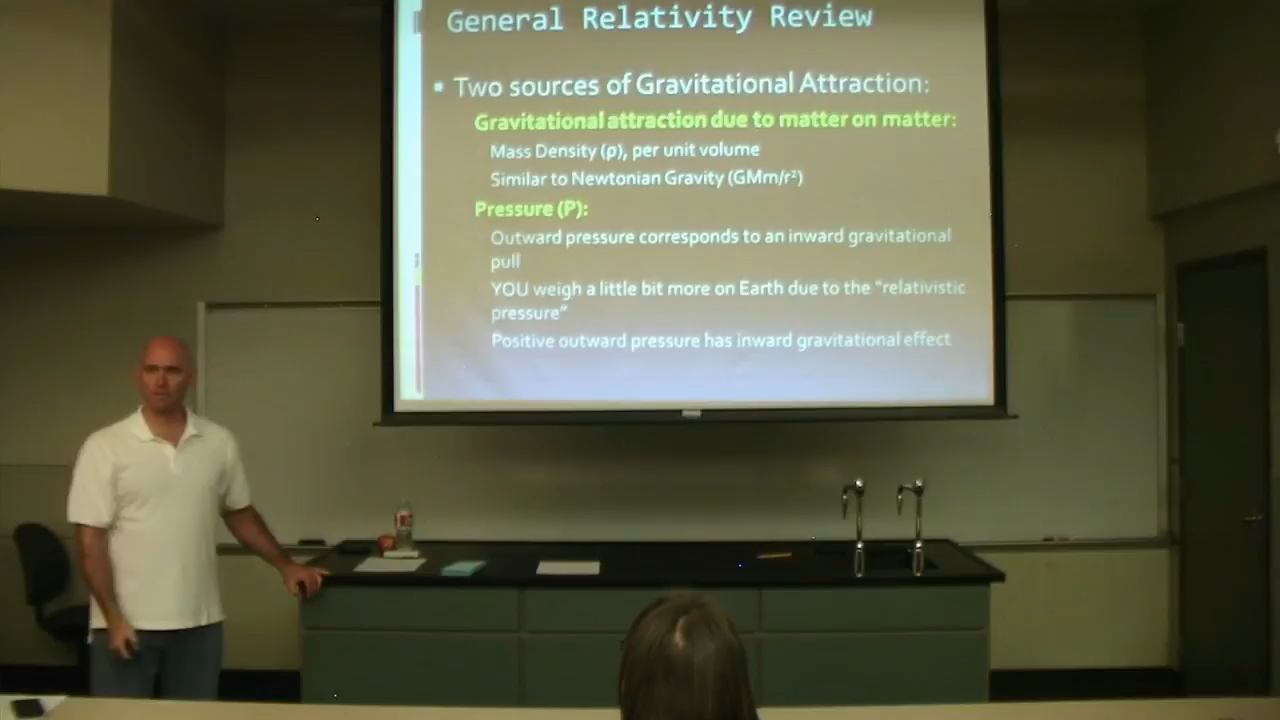 General Relativity Review
▪ Two sources of Gravitational Attraction:
Gravitational attraction due to matter on matter:
Mass Density (ρ), per unit volume
Similar to Newtonian Gravity (GMm/r²)
Pressure (P):
Outward pressure corresponds to an inward gravitational
pull
YOU weigh a little bit more on Earth due to the “relativistic
pressure”
Positive outward pressure has inward gravitational effect